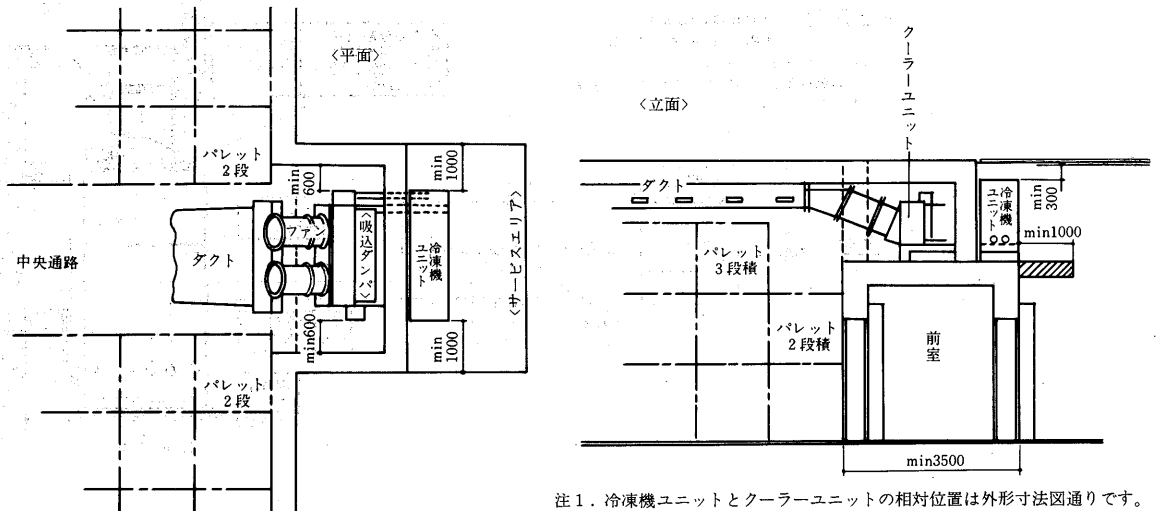 〈平面〉
パレット
2段
min
600
min
1000
中央通路
ダクト
ファン
〈吸込ダンパ〉
冷凍機
ユニット
〈サービスエリア〉
min600
min
1000
パレット
2段
〈立面〉
クーラーユニット
ダクト
冷凍機
ユニット
min
300
min1000
パレット
3段積
パレット
2段積
前室
min3500
注1．冷凍機ユニットとクーラーユニットの相対位置は外形寸法図通りです。